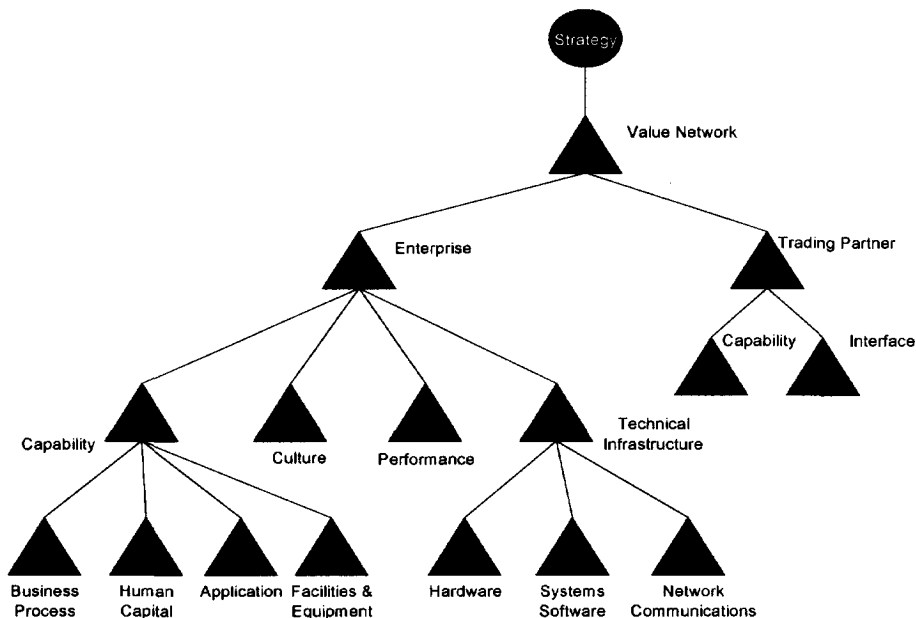 Strategy
Value Network
Enterprise
Trading Partner
Capability
Interface
Capability
Culture
Performance
Technical
Infrastructure
Business
Process
Human
Capital
Application
Facilities &
Equipment
Hardware
Systems
Software
Network
Communications